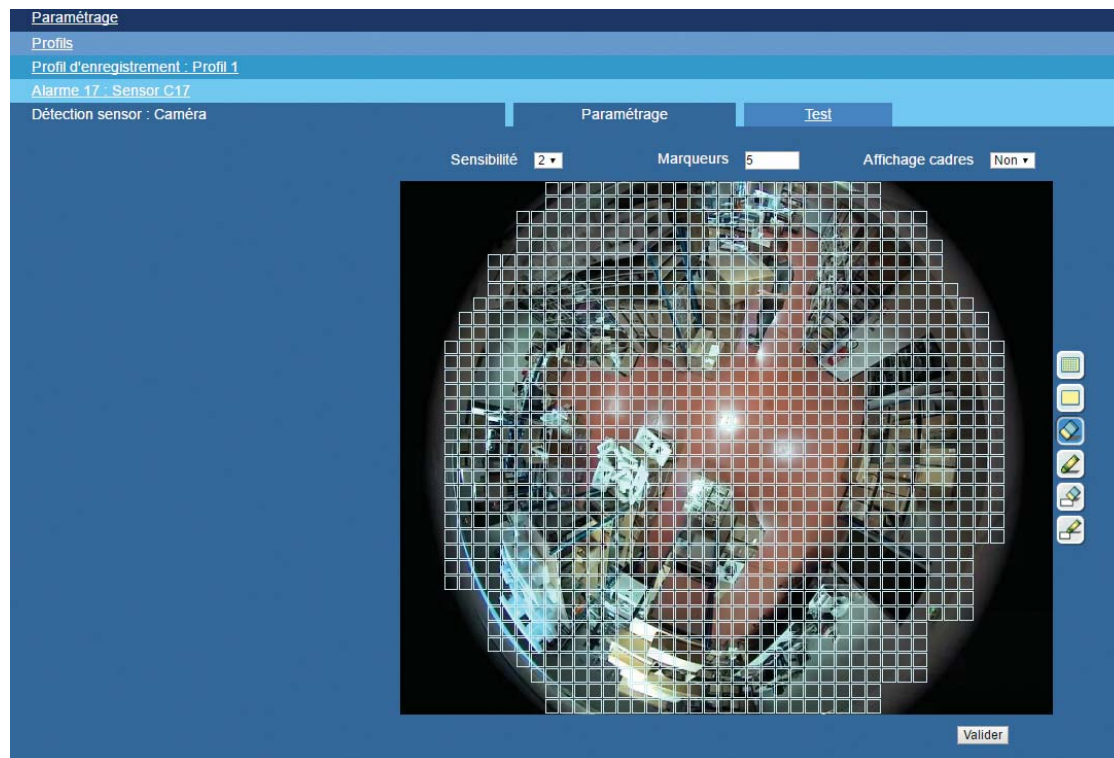 Paramétrage
Profils
Profil d'enregistrement : Profil 1
Alarme 17 : Sensor C17
Détection sensor : Caméra Paramétrage Test
Sensibilité 2 Marqueurs 5 Affichage cadres Non
Valider